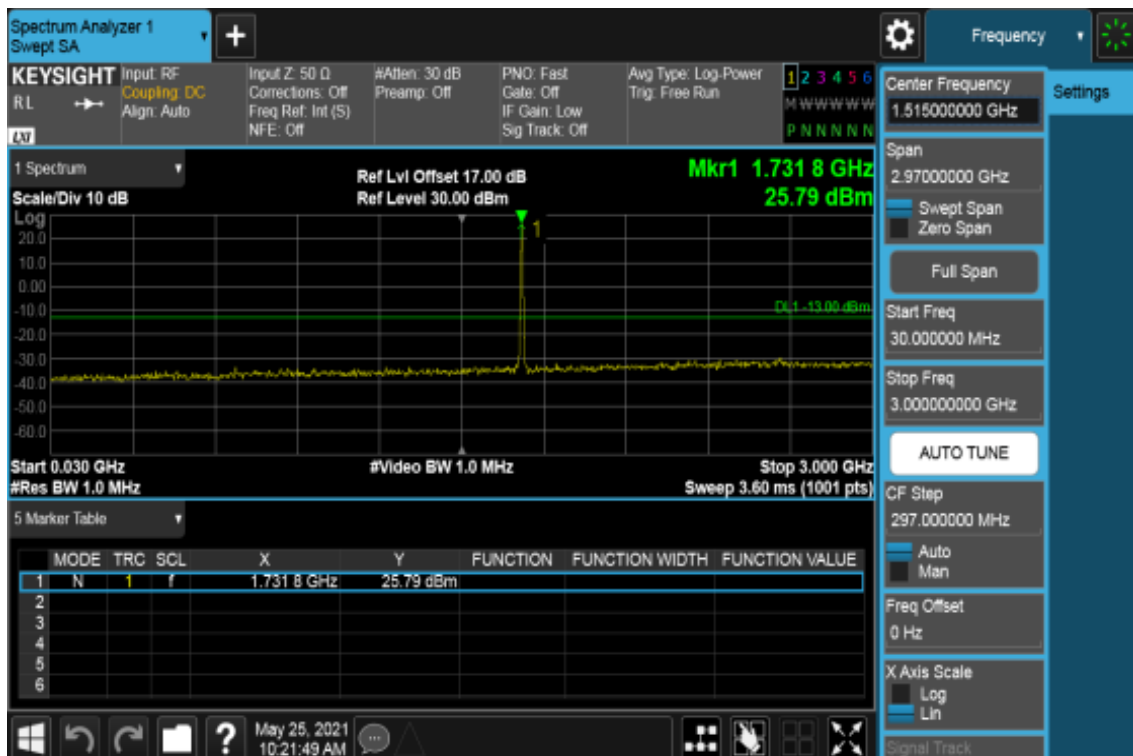 Spectrum Analyzer 1
Swept SA
+
Frequency
KEYSIGHT
RL
LXI
Input: RF
Coupling: DC
Align: Auto
Input Z: 50 Ω
Corrections: Off
Freq Ref: Int (S)
NFE: Off
#Atten: 30 dB
Preamp: Off
PNO: Fast
Gate: Off
IF Gain: Low
Sig Track: Off
Avg Type: Log-Power
Trig: Free Run
1 2 3 4 5 6
M W W W W W
P N N N N N
1 Spectrum
Scale/Div 10 dB
Ref Lvl Offset 17.00 dB
Ref Level 30.00 dBm
Mkr1 1.731 8 GHz
25.79 dBm
Log
20.0
10.0
0.00
-10.0
-20.0
-30.0
-40.0
-50.0
-60.0
1
DL1 -13.00 dBm
Start 0.030 GHz
#Res BW 1.0 MHz
#Video BW 1.0 MHz
Stop 3.000 GHz
Sweep 3.60 ms (1001 pts)
5 Marker Table
MODE TRC SCL X Y FUNCTION FUNCTION WIDTH FUNCTION VALUE
1 N 1 f 1.731 8 GHz 25.79 dBm
2
3
4
5
6
?
May 25, 2021
10:21:49 AM
Center Frequency
1.515000000 GHz
Settings
Span
2.97000000 GHz
Swept Span
Zero Span
Full Span
Start Freq
30.000000 MHz
Stop Freq
3.000000000 GHz
AUTO TUNE
CF Step
297.000000 MHz
Auto
Man
Freq Offset
0 Hz
X Axis Scale
Log
Lin
Signal Track